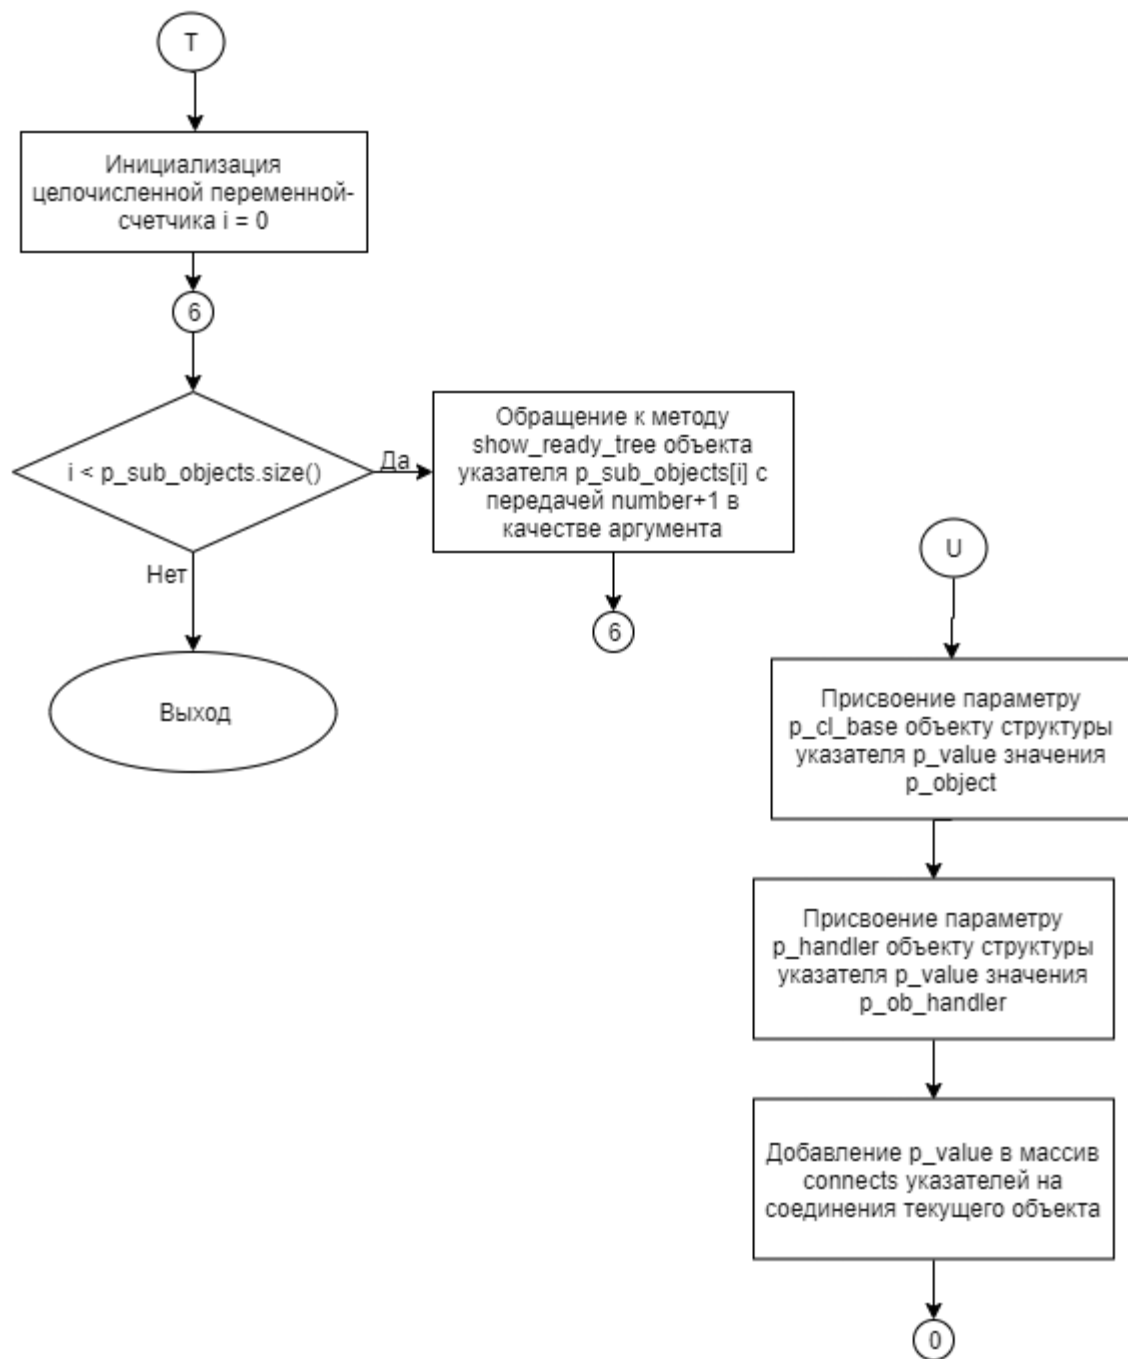 T
Инициализация
целочисленной переменной-
счетчика i = 0
6
i < p_sub_objects.size()
Да
Обращение к методу
show_ready_tree объекта
указателя p_sub_objects[i] с
передачей number+1 в
качестве аргумента
6
Нет
Выход
U
Присвоение параметру
p_cl_base объекту структуры
указателя p_value значения
p_object
Присвоение параметру
p_handler объекту структуры
указателя p_value значения
p_ob_handler
Добавление p_value в массив
connects указателей на
соединения текущего объекта
0